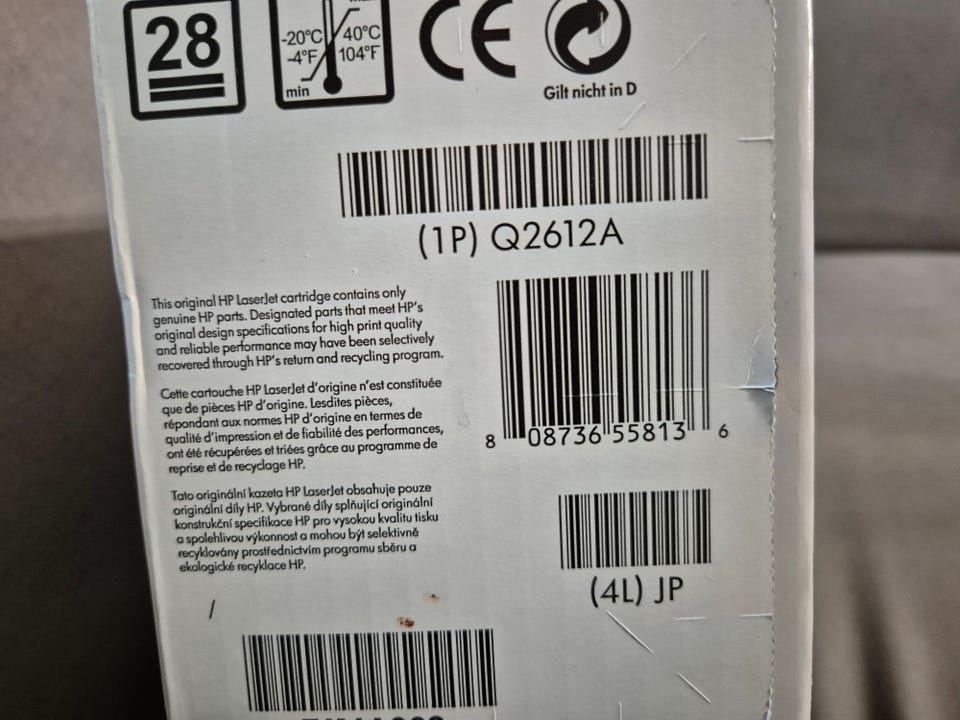 28
-20°C 40°C
-4°F 104°F
min
CE
Gilt nicht in D
(1P) Q2612A
This original HP LaserJet cartridge contains only
genuine HP parts. Designated parts that meet HP's
original design specifications for high print quality
and reliable performance may have been selectively
recovered through HP's return and recycling program.
Cette cartouche HP LaserJet d'origine n'est constituée
que de pièces HP d'origine. Lesdites pièces,
répondant aux normes HP d'origine en termes de
qualité d'impression et de fiabilité des performances,
ont été récupérées et triées grâce au programme de
reprise et de recyclage HP.
Tato originální kazeta HP LaserJet obsahuje pouze
originální díly HP. Vybrané díly splňující originální
konstrukční specifikace HP pro vysokou kvalitu tisku
a spolehlivou výkonnost a mohou být selektivně
recyklovány prostřednictvím programu sběru a
ekologické recyklace HP.
8 08736 55813 6
(4L) JP
/